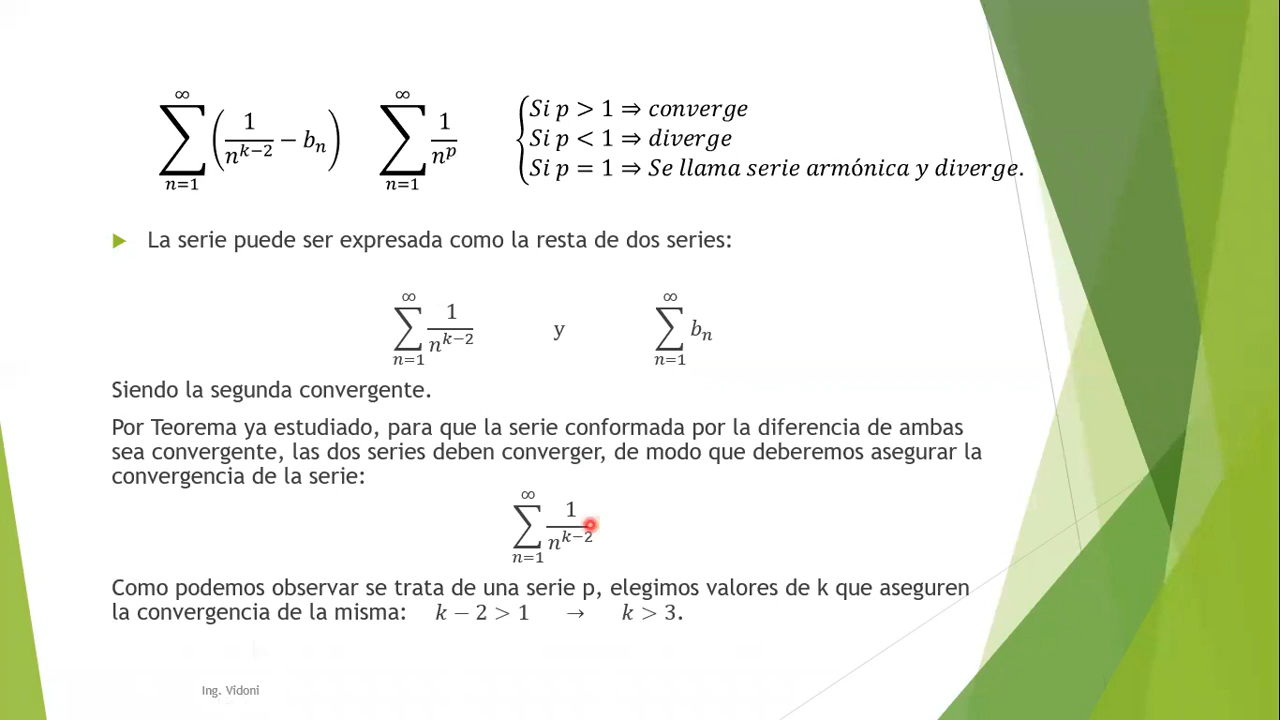 ∑_{n=1}^{∞} (1/n^{k−2} − b_n)   ∑_{n=1}^{∞} 1/n^p   { Si p > 1 ⇒ converge
Si p < 1 ⇒ diverge
Si p = 1 ⇒ Se llama serie armónica y diverge.
La serie puede ser expresada como la resta de dos series:
∑_{n=1}^{∞} 1/n^{k−2}   y   ∑_{n=1}^{∞} b_n
Siendo la segunda convergente.
Por Teorema ya estudiado, para que la serie conformada por la diferencia de ambas
sea convergente, las dos series deben converger, de modo que deberemos asegurar la
convergencia de la serie:
∑_{n=1}^{∞} 1/n^{k−2}
Como podemos observar se trata de una serie p, elegimos valores de k que aseguren
la convergencia de la misma:   k − 2 > 1   →   k > 3.
Ing. Vidoni